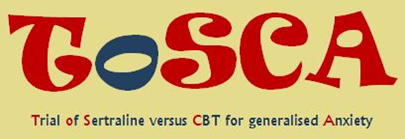 ToSCA
Trial of Sertraline versus CBT for generalised Anxiety